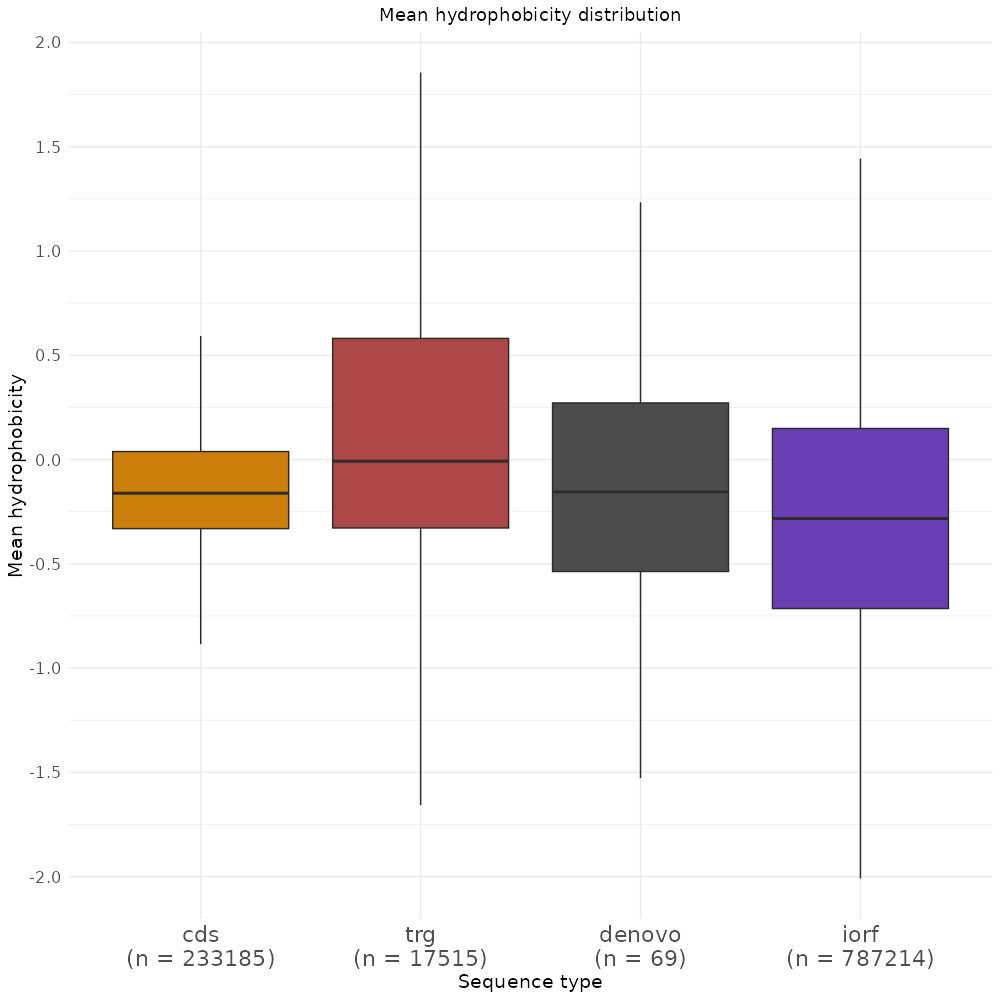 Mean hydrophobicity distribution
2.0
1.5
1.0
0.5
0.0
-0.5
-1.0
-1.5
-2.0
Mean hydrophobicity
cds
(n = 233185)
trg
(n = 17515)
denovo
(n = 69)
iorf
(n = 787214)
Sequence type